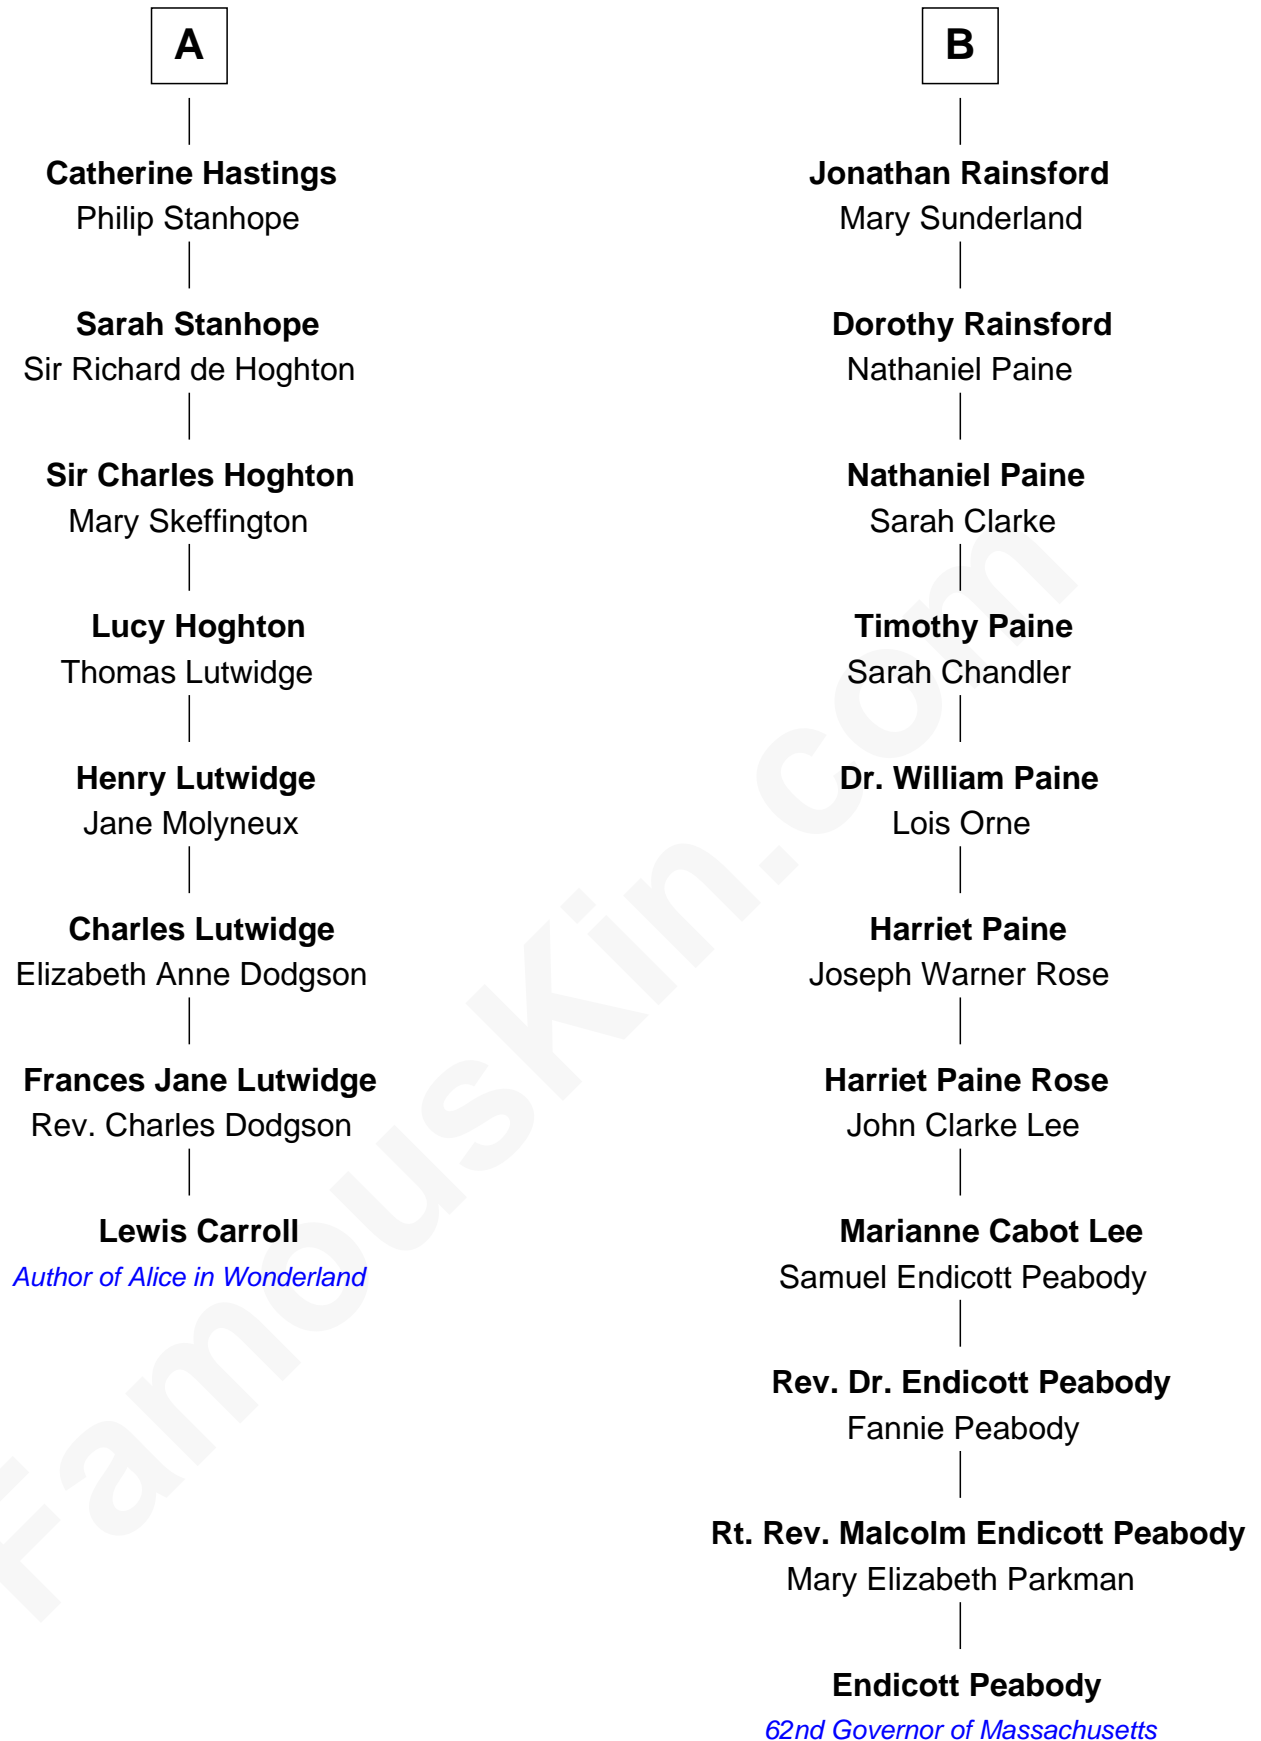 A
Catherine Hastings
Philip Stanhope
Sarah Stanhope
Sir Richard de Hoghton
Sir Charles Hoghton
Mary Skeffington
Lucy Hoghton
Thomas Lutwidge
Henry Lutwidge
Jane Molyneux
Charles Lutwidge
Elizabeth Anne Dodgson
Frances Jane Lutwidge
Rev. Charles Dodgson
Lewis Carroll
Author of Alice in Wonderland
B
Jonathan Rainsford
Mary Sunderland
Dorothy Rainsford
Nathaniel Paine
Nathaniel Paine
Sarah Clarke
Timothy Paine
Sarah Chandler
Dr. William Paine
Lois Orne
Harriet Paine
Joseph Warner Rose
Harriet Paine Rose
John Clarke Lee
Marianne Cabot Lee
Samuel Endicott Peabody
Rev. Dr. Endicott Peabody
Fannie Peabody
Rt. Rev. Malcolm Endicott Peabody
Mary Elizabeth Parkman
Endicott Peabody
62nd Governor of Massachusetts
FamousKin.com